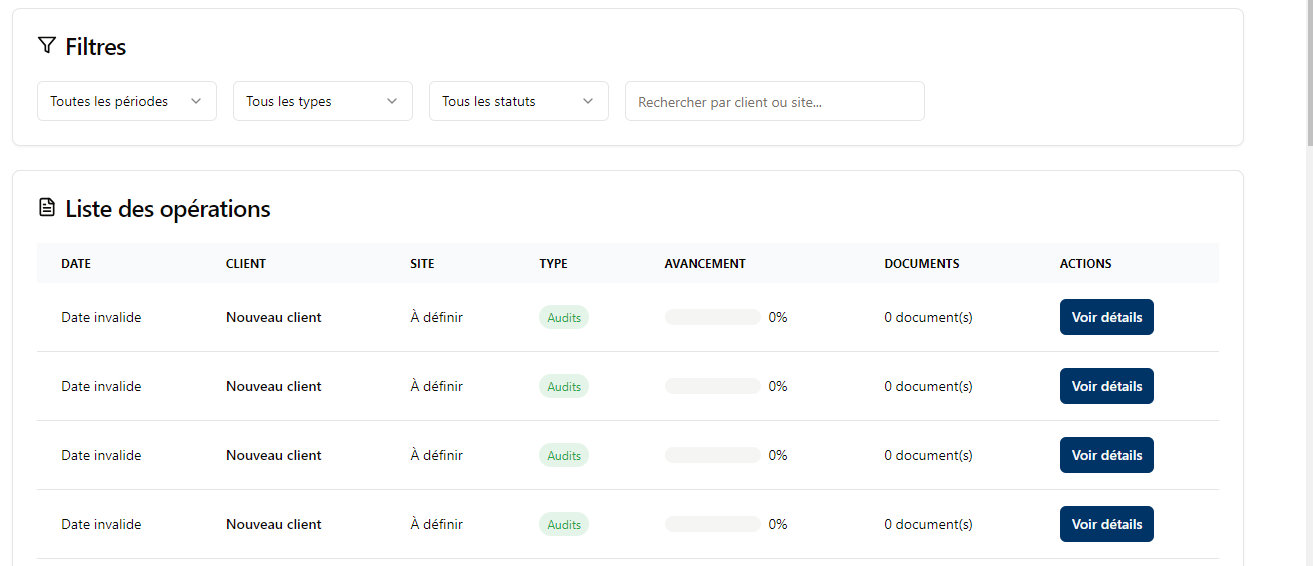 Filtres
Toutes les périodes Tous les types Tous les statuts Rechercher par client ou site...
Liste des opérations
DATE CLIENT SITE TYPE AVANCEMENT DOCUMENTS ACTIONS
Date invalide Nouveau client À définir Audits 0% 0 document(s) Voir détails
Date invalide Nouveau client À définir Audits 0% 0 document(s) Voir détails
Date invalide Nouveau client À définir Audits 0% 0 document(s) Voir détails
Date invalide Nouveau client À définir Audits 0% 0 document(s) Voir détails